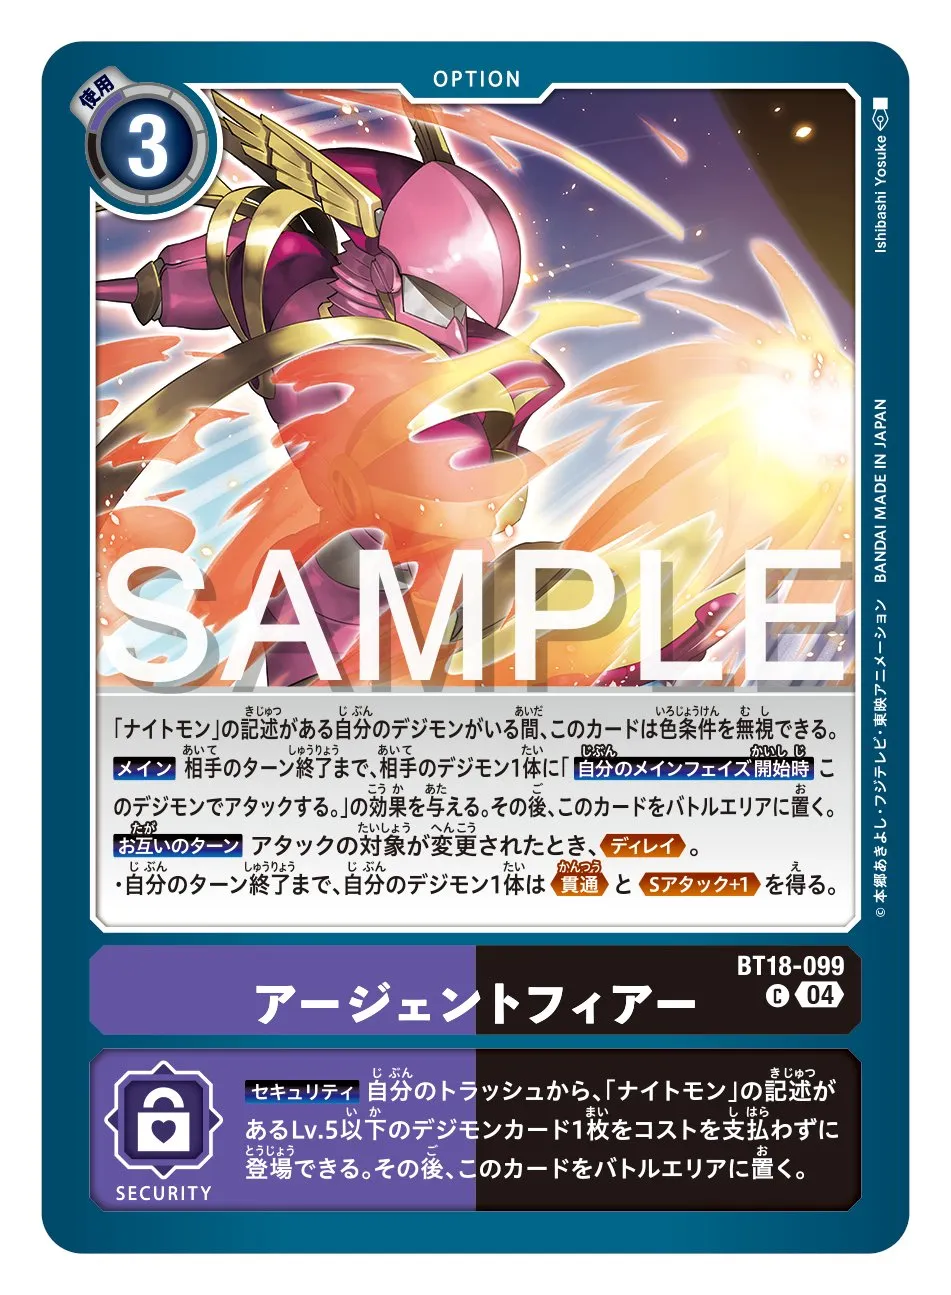 OPTION
使用
3
Ishibashi Yosuke
SAMPLE
「ナイトモン」の記述がある自分のデジモンがいる間、このカードは色条件を無視できる。
メイン 相手のターン終了まで、相手のデジモン1体に「自分のメインフェイズ開始時 こ
のデジモンでアタックする。」の効果を与える。その後、このカードをバトルエリアに置く。
お互いのターン アタックの対象が変更されたとき、ディレイ。
・自分のターン終了まで、自分のデジモン1体は 貫通 と Sアタック+1 を得る。
©本郷あきよし・フジテレビ・東映アニメーション BANDAI MADE IN JAPAN
BT18-099
C 04
アージェントフィアー
セキュリティ 自分のトラッシュから、「ナイトモン」の記述が
あるLv.5以下のデジモンカード1枚をコストを支払わずに
登場できる。その後、このカードをバトルエリアに置く。
SECURITY